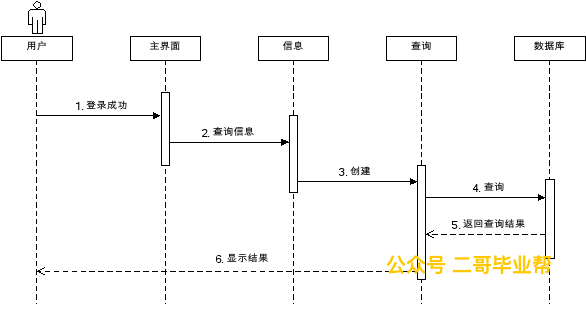 用户 主界面 信息 查询 数据库
1. 登录成功
2. 查询信息
3. 创建
4. 查询
5. 返回查询结果
6. 显示结果
公众号 二哥毕业帮